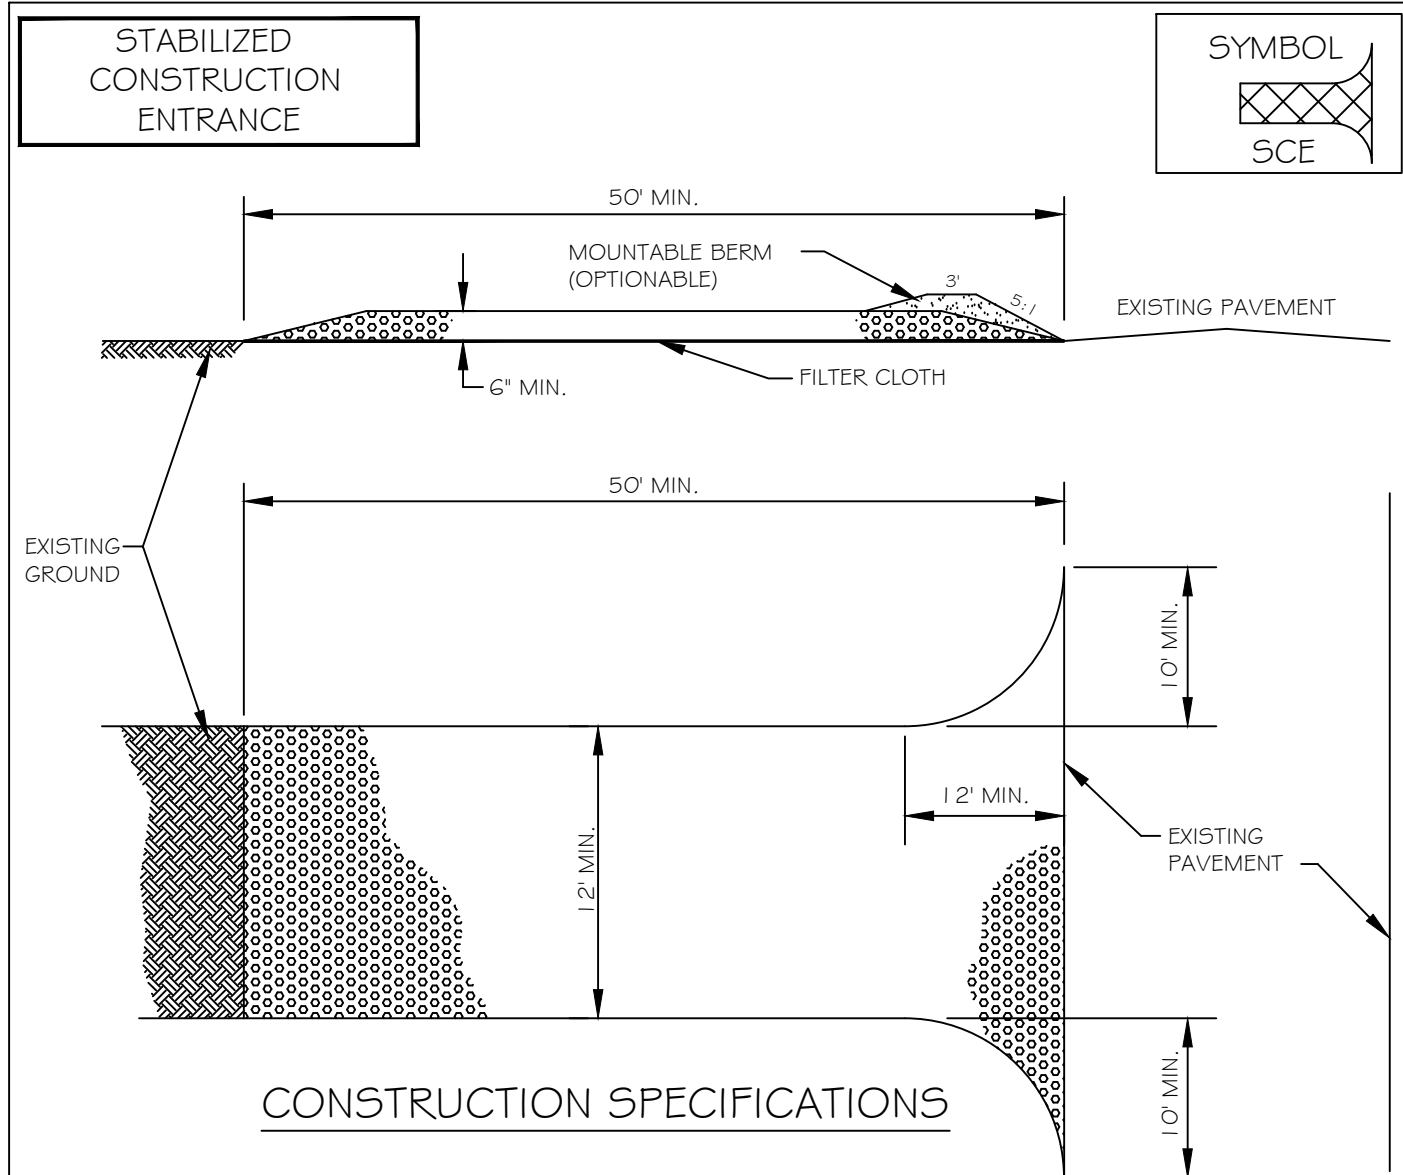 STABILIZED
CONSTRUCTION
ENTRANCE
SYMBOL
SCE
50' MIN.
MOUNTABLE BERM
(OPTIONABLE)
3'
5:1
EXISTING PAVEMENT
6" MIN.
FILTER CLOTH
50' MIN.
EXISTING
GROUND
10' MIN.
12' MIN.
12' MIN.
EXISTING
PAVEMENT
10' MIN.
CONSTRUCTION SPECIFICATIONS